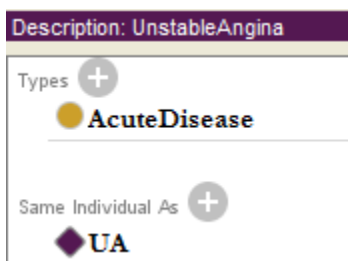 Description: UnstableAngina
Types
AcuteDisease
Same Individual As
UA